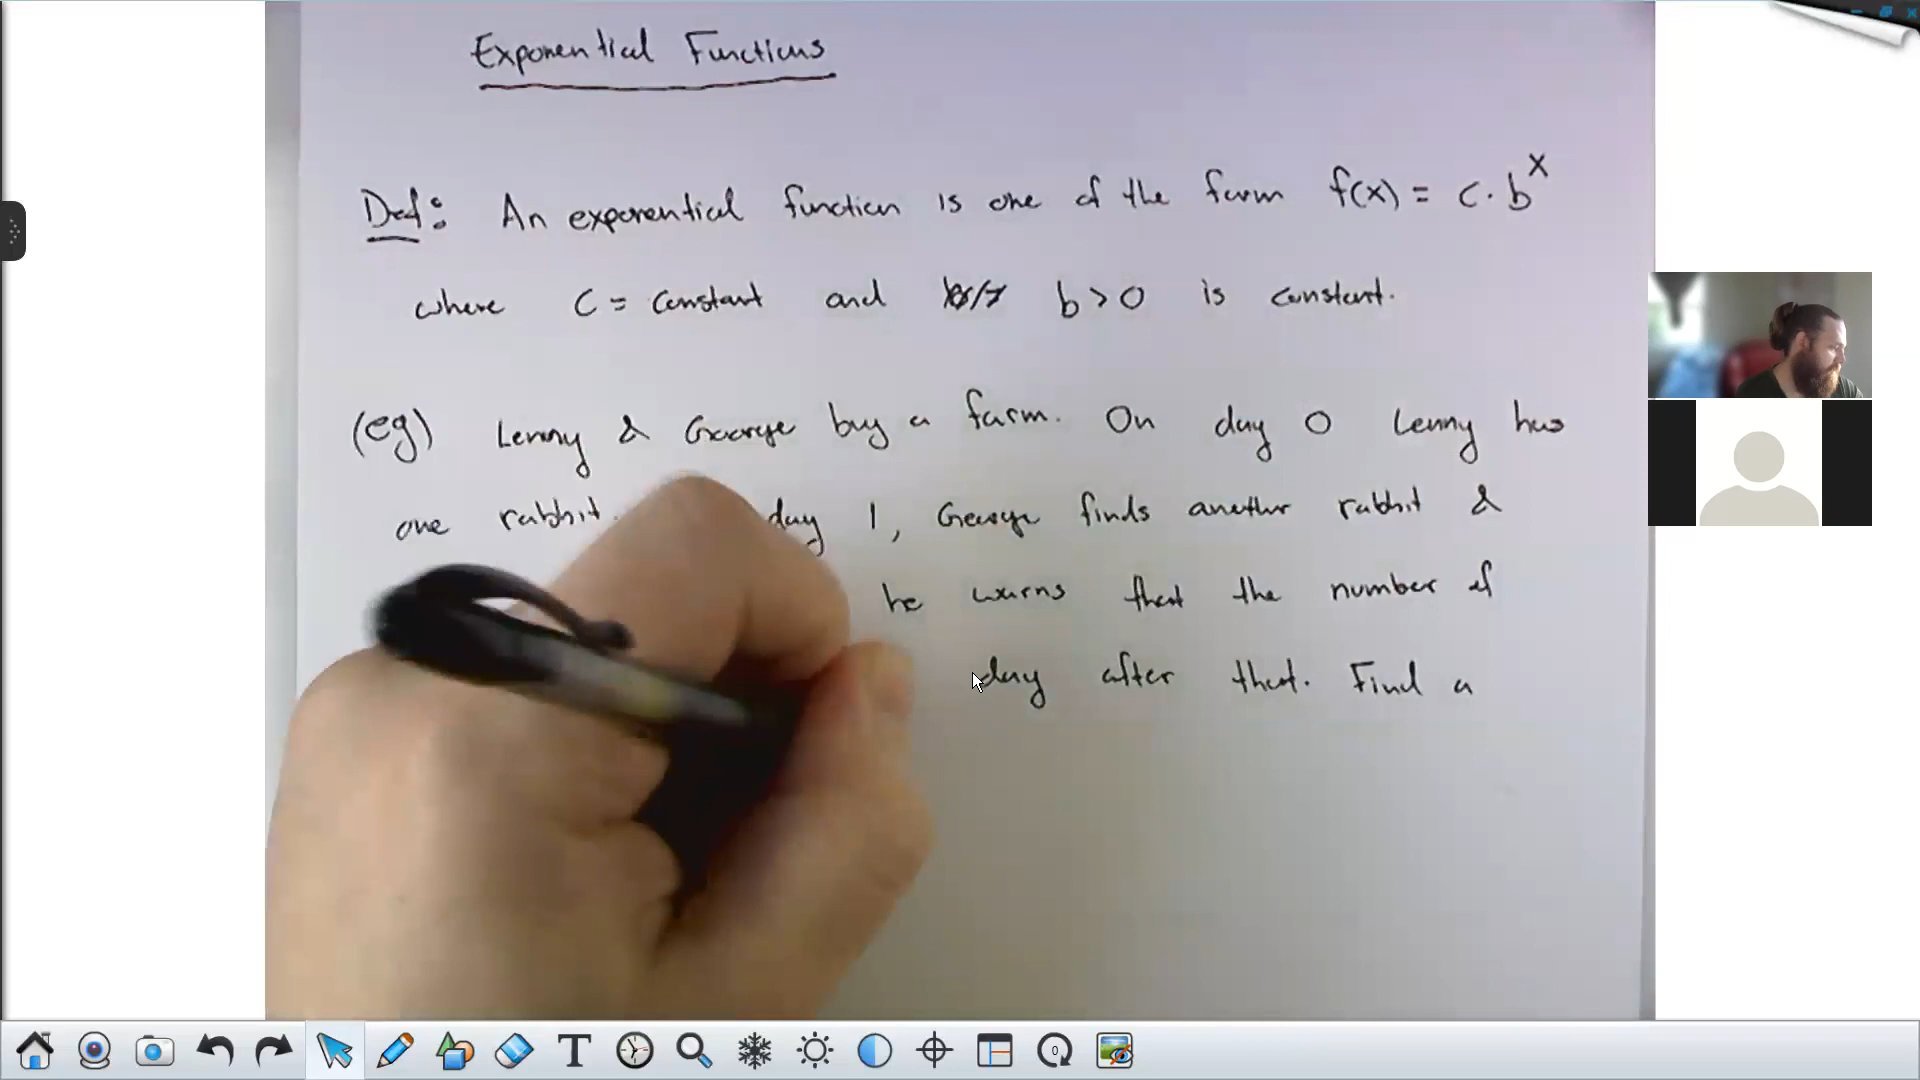 Exponential Functions
Def: An exponential function is one of the form f(x) = c · b^x
where C = constant and b > 0 is constant.
(eg) Lenny & George buy a farm. On day 0 Lenny has
one rabbit. day 1, George finds another rabbit &
he warns that the number of
day after that. Find a
T
0